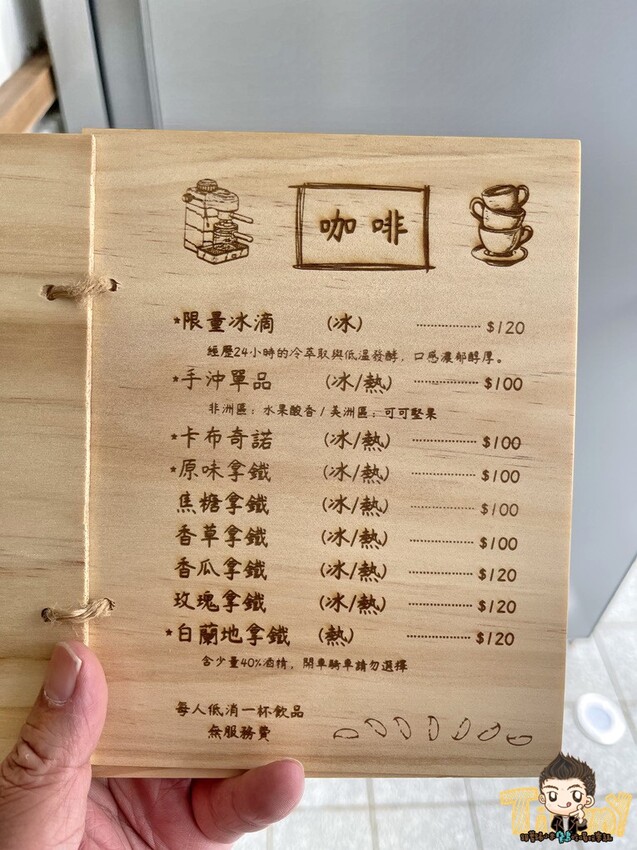 咖啡
*限量冰滴 (冰) $120
經歷24小時的冷萃取與低溫發酵，口感濃郁醇厚。
*手沖單品 (冰/熱) $100
非洲區：水果酸香/美洲區：可可堅果
*卡布奇諾 (冰/熱) $100
*原味拿鐵 (冰/熱) $100
焦糖拿鐵 (冰/熱) $100
香草拿鐵 (冰/熱) $100
香瓜拿鐵 (冰/熱) $120
玫瑰拿鐵 (冰/熱) $120
*白蘭地拿鐵 (熱) $120
含少量40%酒精，開車騎車請勿選擇
每人低消一杯飲品
無服務費